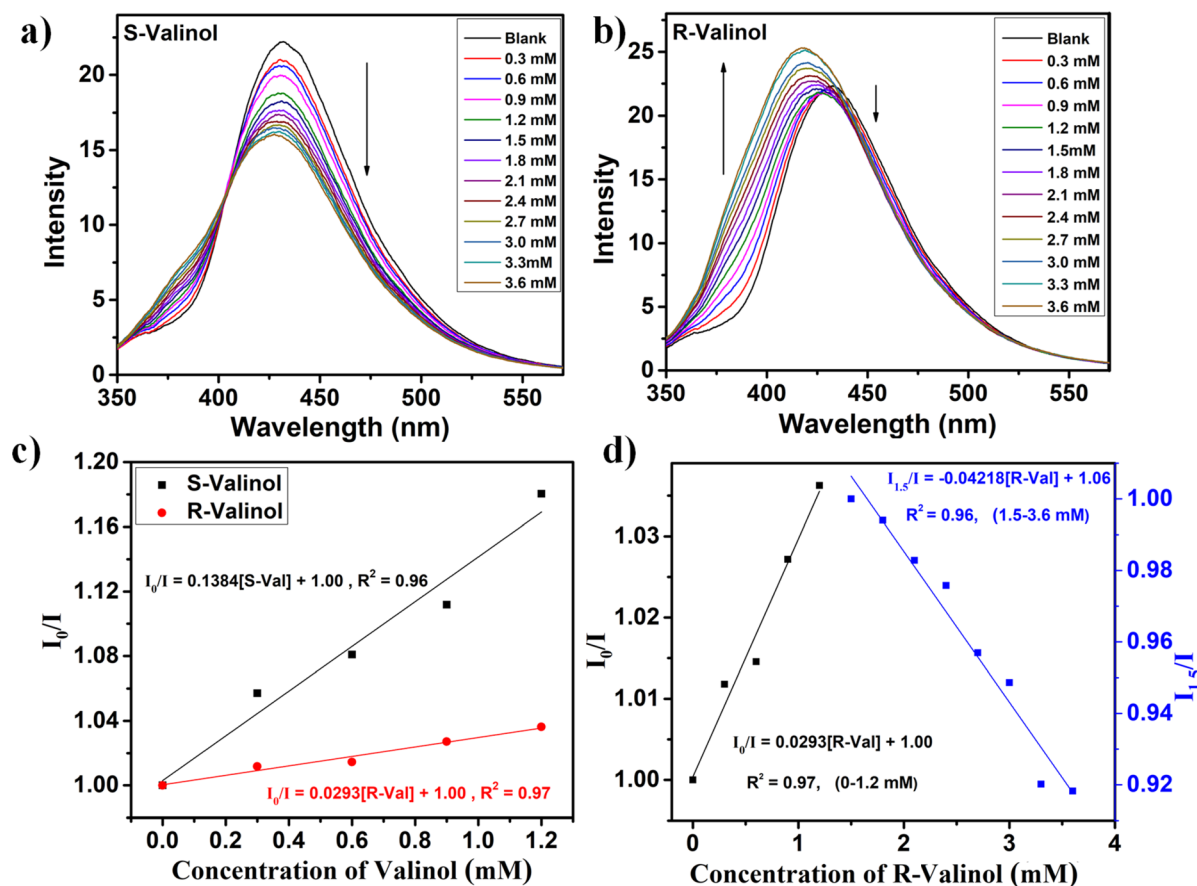 a)
S-Valinol
Blank
0.3 mM
0.6 mM
0.9 mM
1.2 mM
1.5 mM
1.8 mM
2.1 mM
2.4 mM
2.7 mM
3.0 mM
3.3mM
3.6 mM
Intensity
20
15
10
5
0
350 400 450 500 550
Wavelength (nm)
b)
R-Valinol
Blank
0.3 mM
0.6 mM
0.9 mM
1.2 mM
1.5mM
1.8 mM
2.1 mM
2.4 mM
2.7 mM
3.0 mM
3.3 mM
3.6 mM
Intensity
25
20
15
10
5
0
350 400 450 500 550
Wavelength (nm)
c)
S-Valinol
R-Valinol
I0/I = 0.1384[S-Val] + 1.00 , R2 = 0.96
I0/I = 0.0293[R-Val] + 1.00 , R2 = 0.97
I0/I
1.20
1.16
1.12
1.08
1.04
1.00
0.0 0.2 0.4 0.6 0.8 1.0 1.2
Concentration of Valinol (mM)
d)
I1.5/I = -0.04218[R-Val] + 1.06
R2 = 0.96, (1.5-3.6 mM)
I0/I = 0.0293[R-Val] + 1.00
R2 = 0.97, (0-1.2 mM)
I0/I
1.03
1.02
1.01
1.00
I1.5/I
1.00
0.98
0.96
0.94
0.92
0 1 2 3 4
Concentration of R-Valinol (mM)